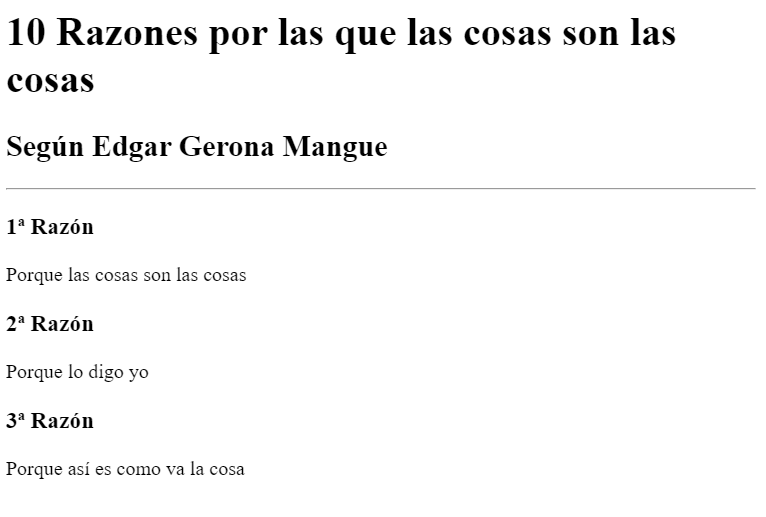 10 Razones por las que las cosas son las
cosas
Según Edgar Gerona Mangue
1ª Razón
Porque las cosas son las cosas
2ª Razón
Porque lo digo yo
3ª Razón
Porque así es como va la cosa